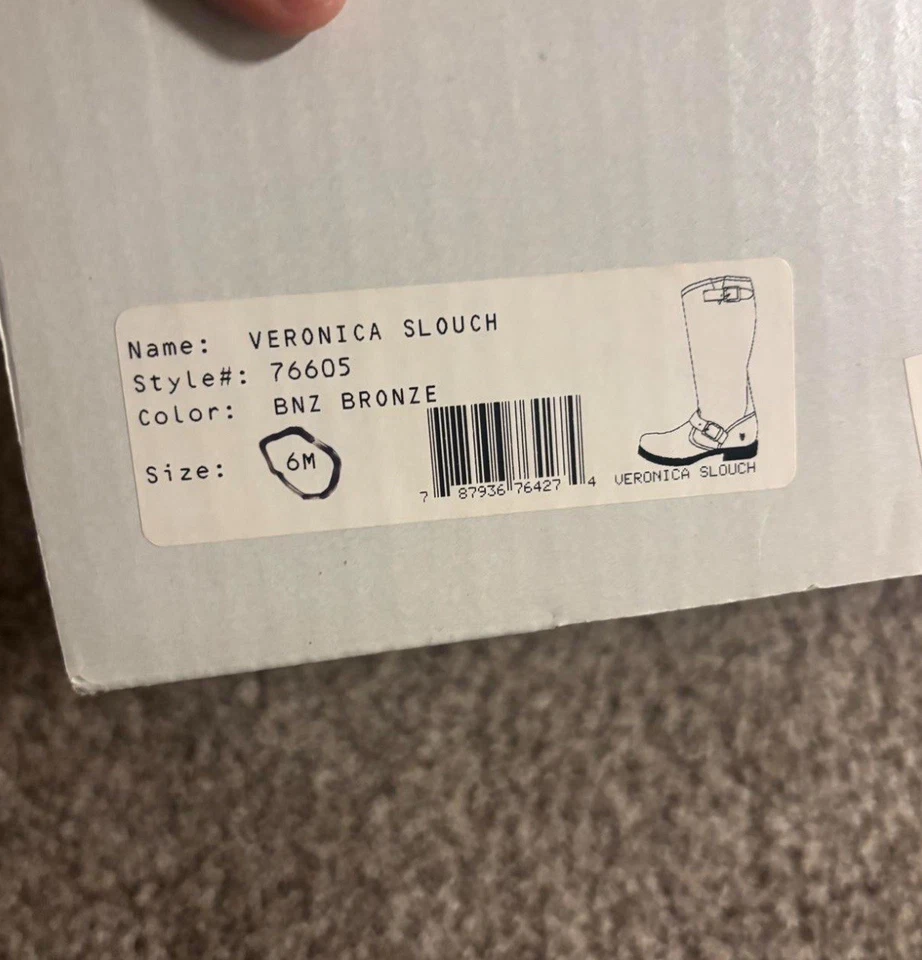 Name: VERONICA SLOUCH
Style#: 76605
Color: BNZ BRONZE
Size: 6M
7 87936 76427 4
VERONICA SLOUCH